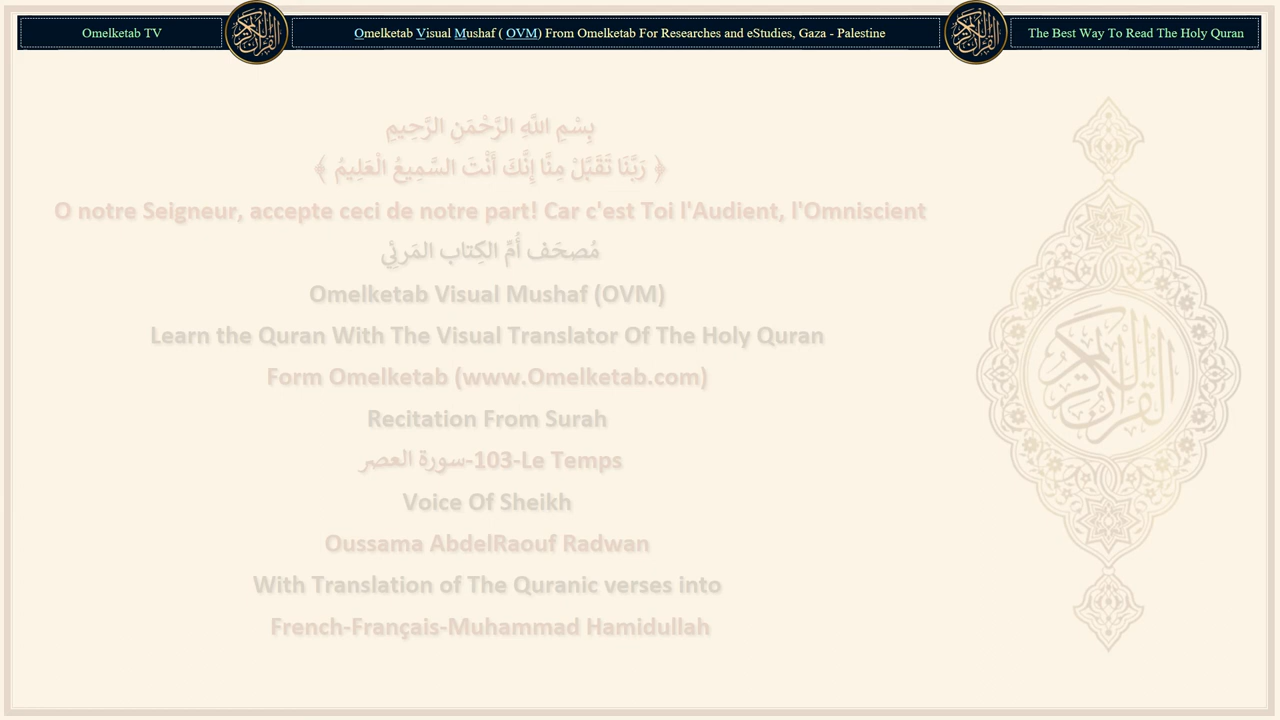 Omelketab TV
Omelketab Visual Mushaf ( OVM) From Omelketab For Researches and eStudies, Gaza - Palestine
The Best Way To Read The Holy Quran
بِسْمِ اللَّهِ الرَّحْمَنِ الرَّحِيمِ
﴿ رَبَّنَا تَقَبَّلْ مِنَّا إِنَّكَ أَنْتَ السَّمِيعُ الْعَلِيمُ ﴾
O notre Seigneur, accepte ceci de notre part! Car c'est Toi l'Audient, l'Omniscient
مُصحَف أُمِّ الكِتاب المَرئِي
Omelketab Visual Mushaf (OVM)
Learn the Quran With The Visual Translator Of The Holy Quran
Form Omelketab (www.Omelketab.com)
Recitation From Surah
سورة العصر-103-Le Temps
Voice Of Sheikh
Oussama AbdelRaouf Radwan
With Translation of The Quranic verses into
French-Français-Muhammad Hamidullah
القرآن الكريم